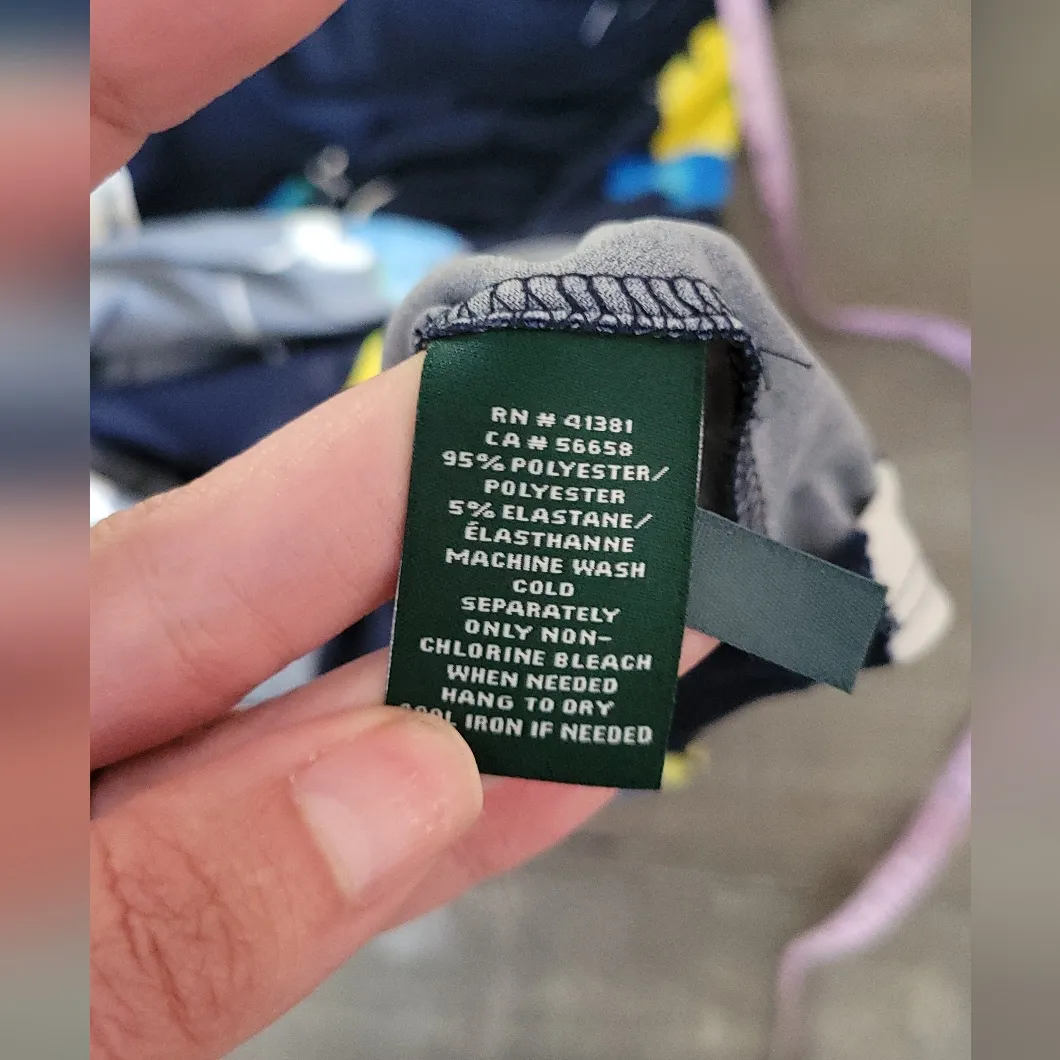 RN # 41381
CA # 56658
95% POLYESTER/
POLYESTER
5% ELASTANE/
ÉLASTHANNE
MACHINE WASH
COLD
SEPARATELY
ONLY NON-
CHLORINE BLEACH
WHEN NEEDED
HANG TO DRY
COOL IRON IF NEEDED